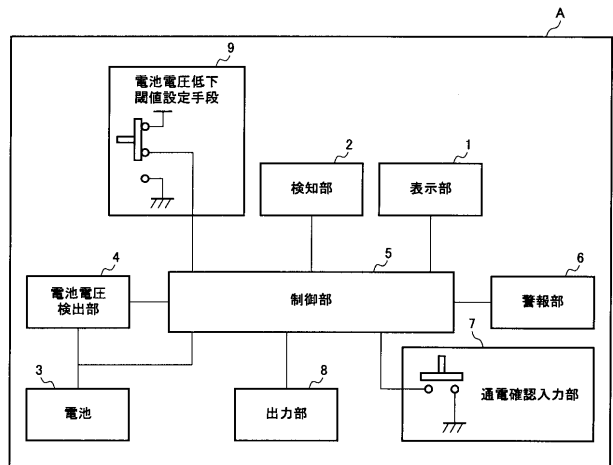 A
9
電池電圧低下
閾値設定手段
2
検知部
1
表示部
4
電池電圧
検出部
5
制御部
6
警報部
3
電池
8
出力部
7
通電確認入力部